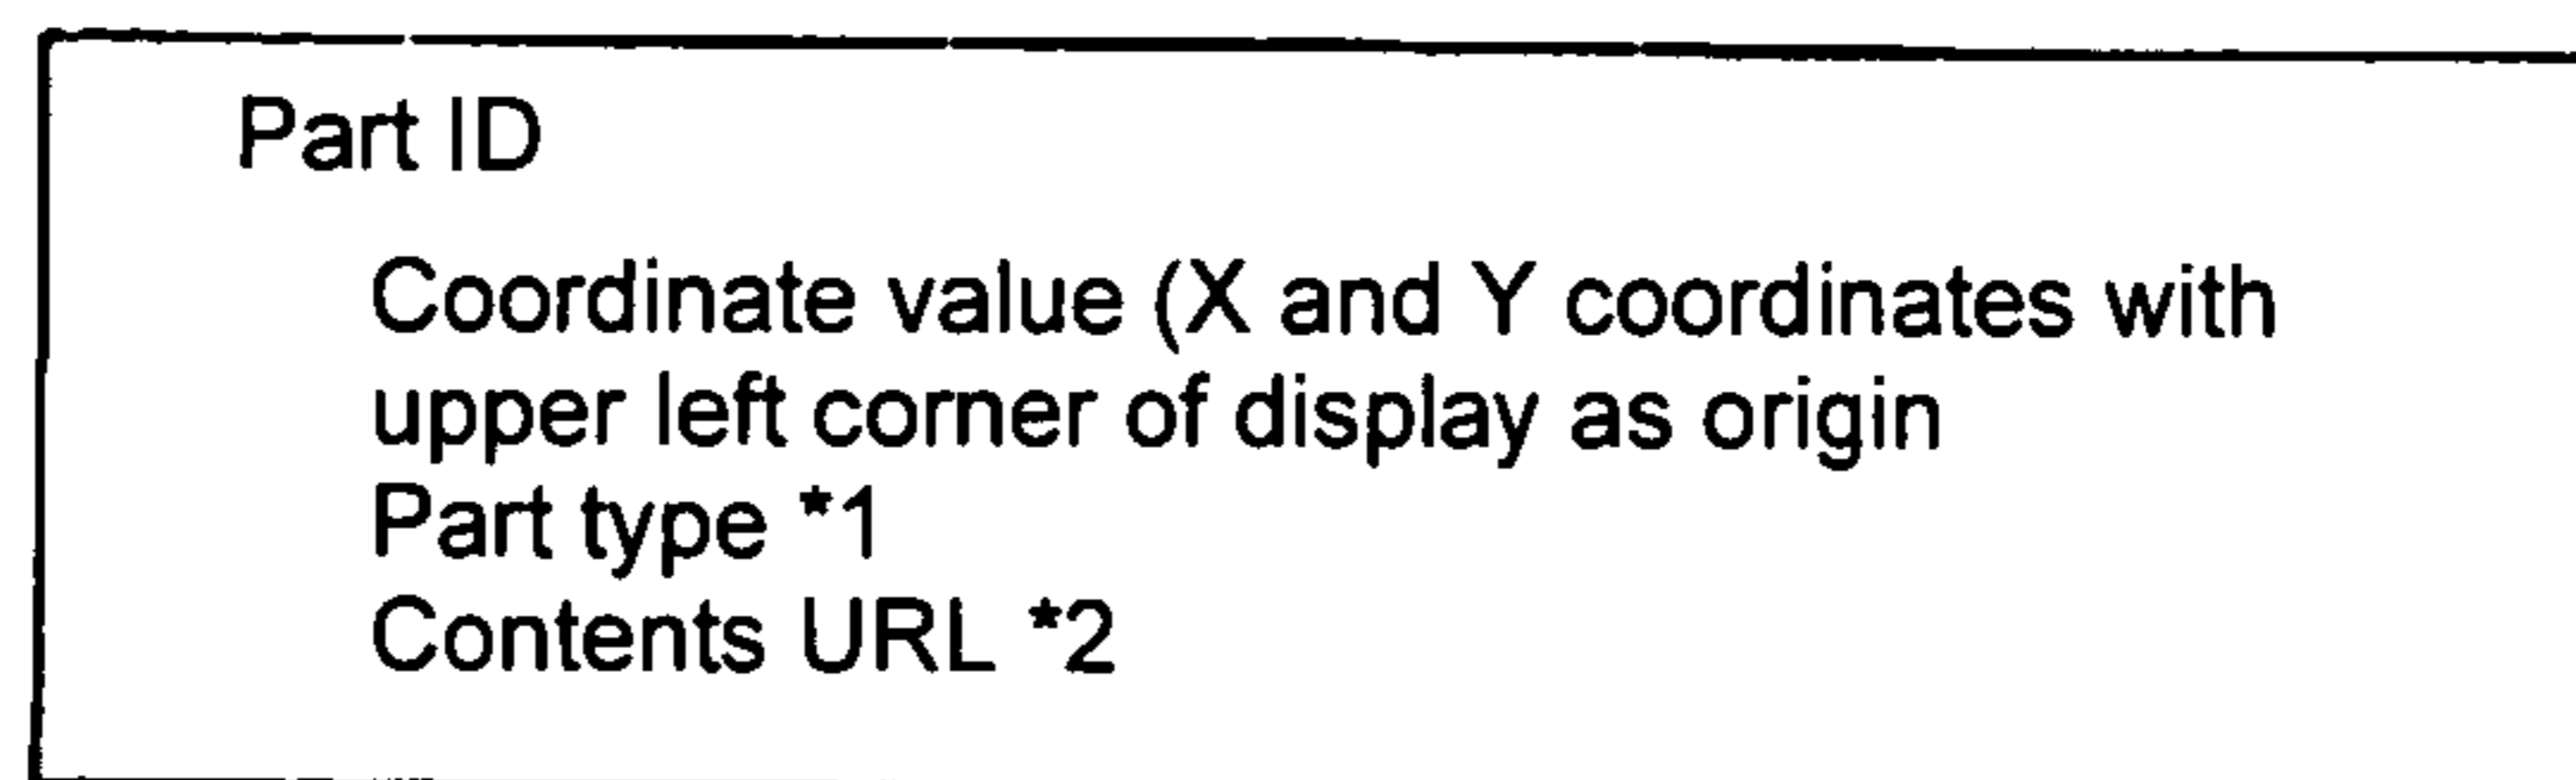 Part ID
Coordinate value (X and Y coordinates with
upper left corner of display as origin
Part type *1
Contents URL *2